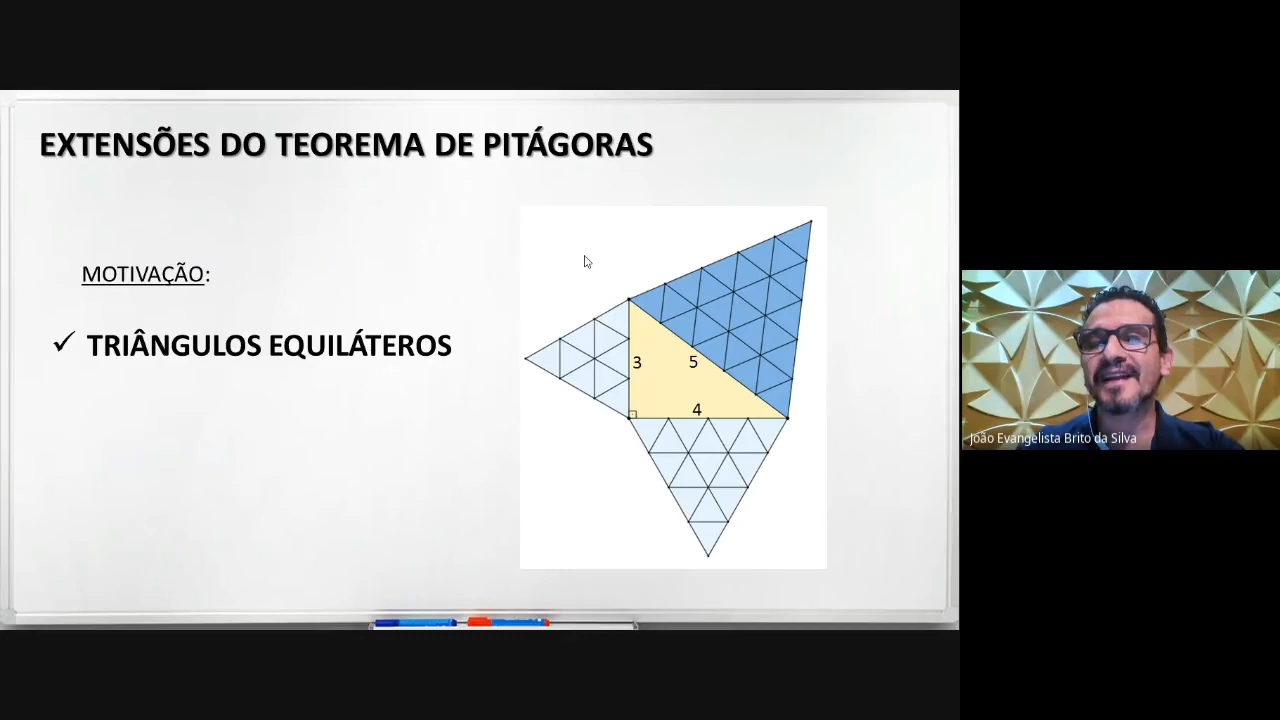 EXTENSÕES DO TEOREMA DE PITÁGORAS
MOTIVAÇÃO:
✓ TRIÂNGULOS EQUILÁTEROS
3
5
4
João Evangelista Brito da Silva